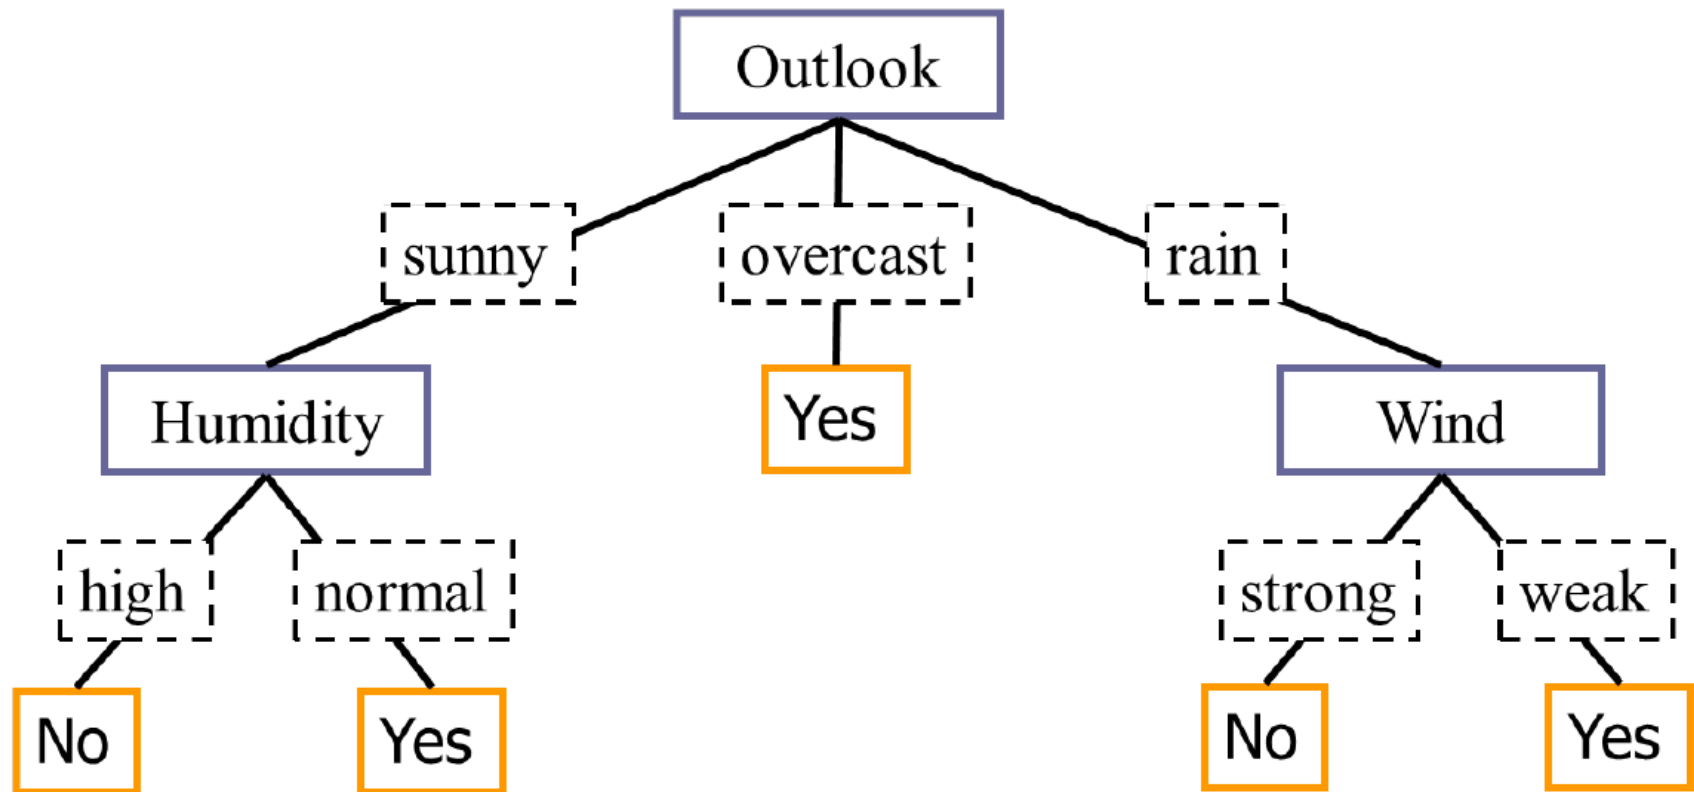 Outlook
sunny
overcast
rain
Humidity
Yes
Wind
high
normal
strong
weak
No
Yes
No
Yes